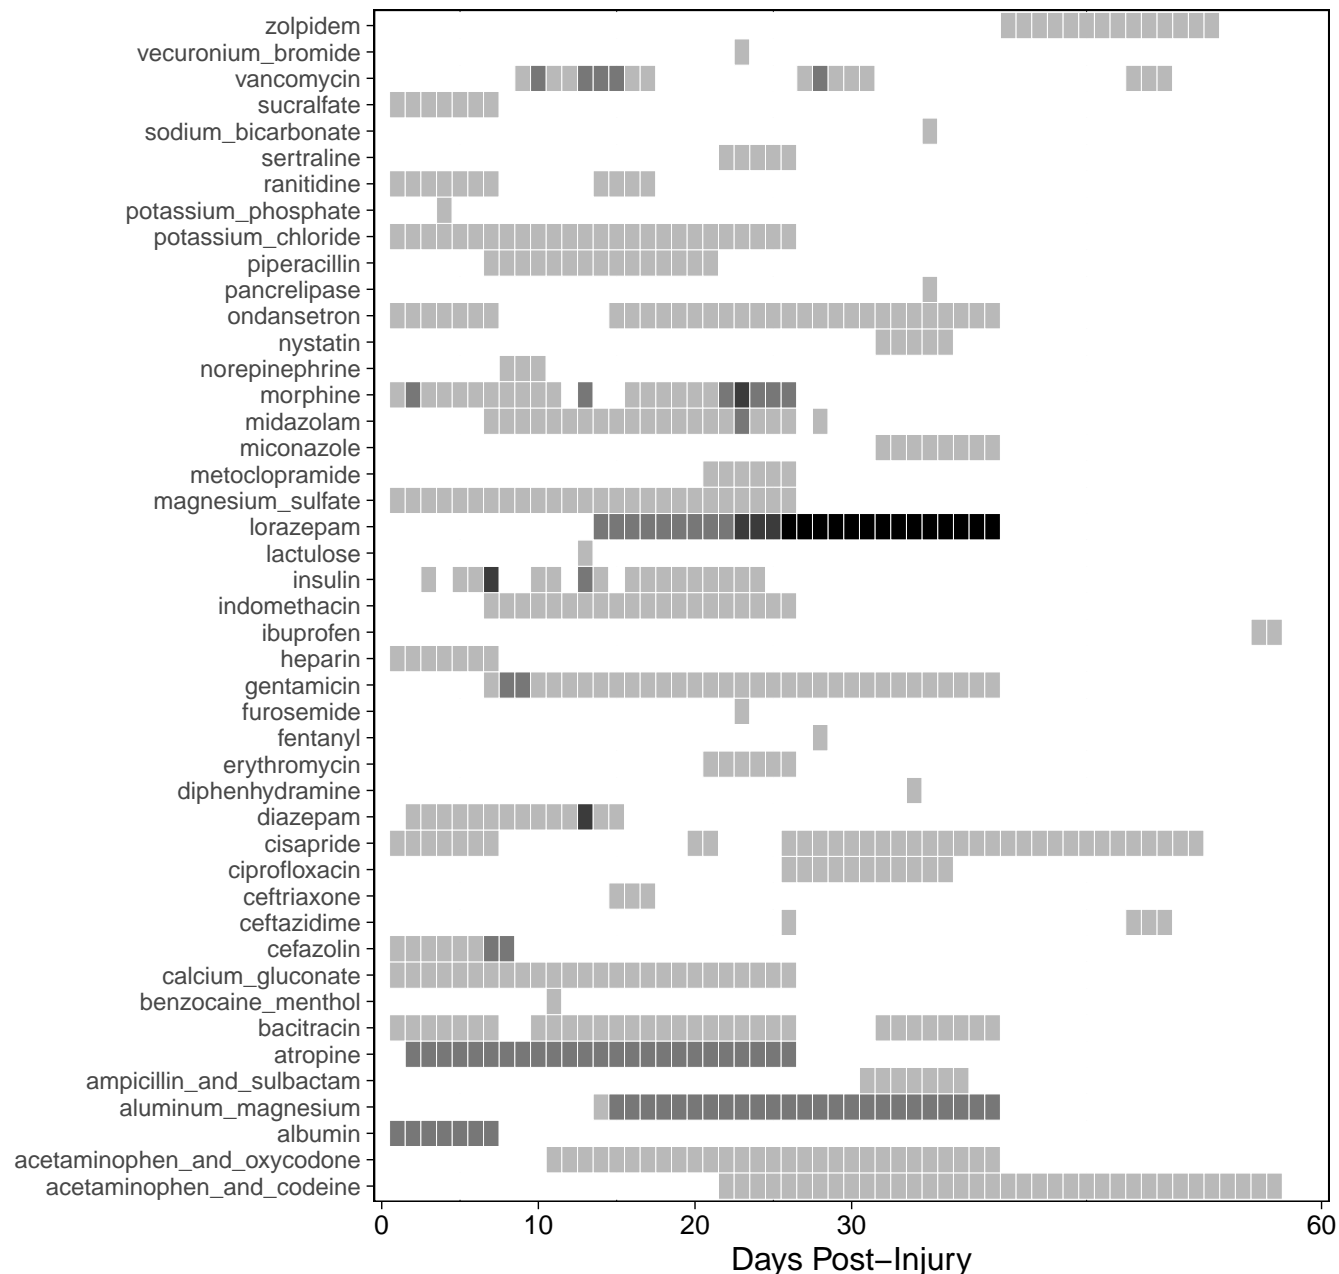 zolpidem
vecuronium_bromide
vancomycin
sucralfate
sodium_bicarbonate
sertraline
ranitidine
potassium_phosphate
potassium_chloride
piperacillin
pancrelipase
ondansetron
nystatin
norepinephrine
morphine
midazolam
miconazole
metoclopramide
magnesium_sulfate
lorazepam
lactulose
insulin
indomethacin
ibuprofen
heparin
gentamicin
furosemide
fentanyl
erythromycin
diphenhydramine
diazepam
cisapride
ciprofloxacin
ceftriaxone
ceftazidime
cefazolin
calcium_gluconate
benzocaine_menthol
bacitracin
atropine
ampicillin_and_sulbactam
aluminum_magnesium
albumin
acetaminophen_and_oxycodone
acetaminophen_and_codeine
0 10 20 30 60
Days Post−Injury